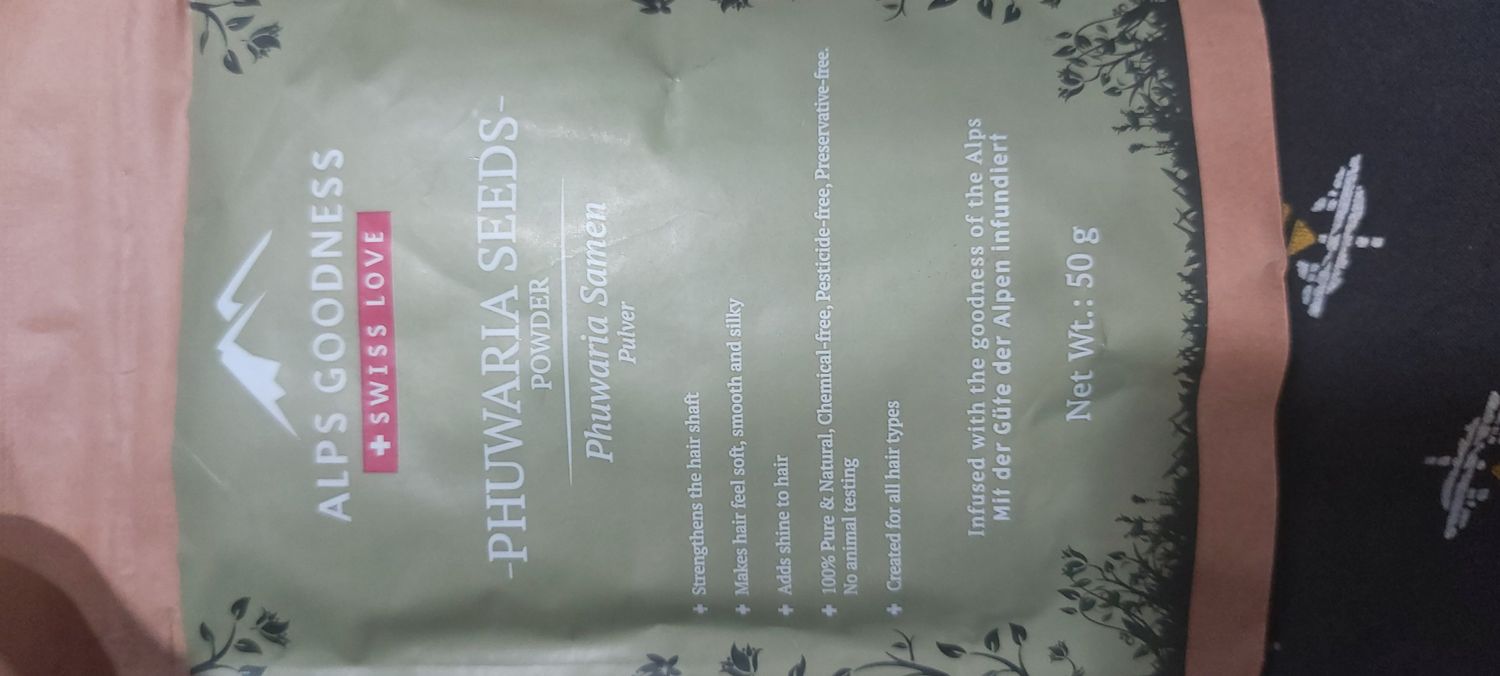 ALPS GOODNESS
+ SWISS LOVE
-PHUWARIA SEEDS-
POWDER
Phuwaria Samen
Pulver
+ Strengthens the hair shaft
+ Makes hair feel soft, smooth and silky
+ Adds shine to hair
+ 100% Pure & Natural, Chemical-free, Pesticide-free, Preservative-free.
No animal testing
+ Created for all hair types
Infused with the goodness of the Alps
Mit der Güte der Alpen infundiert
Net Wt.: 50 g